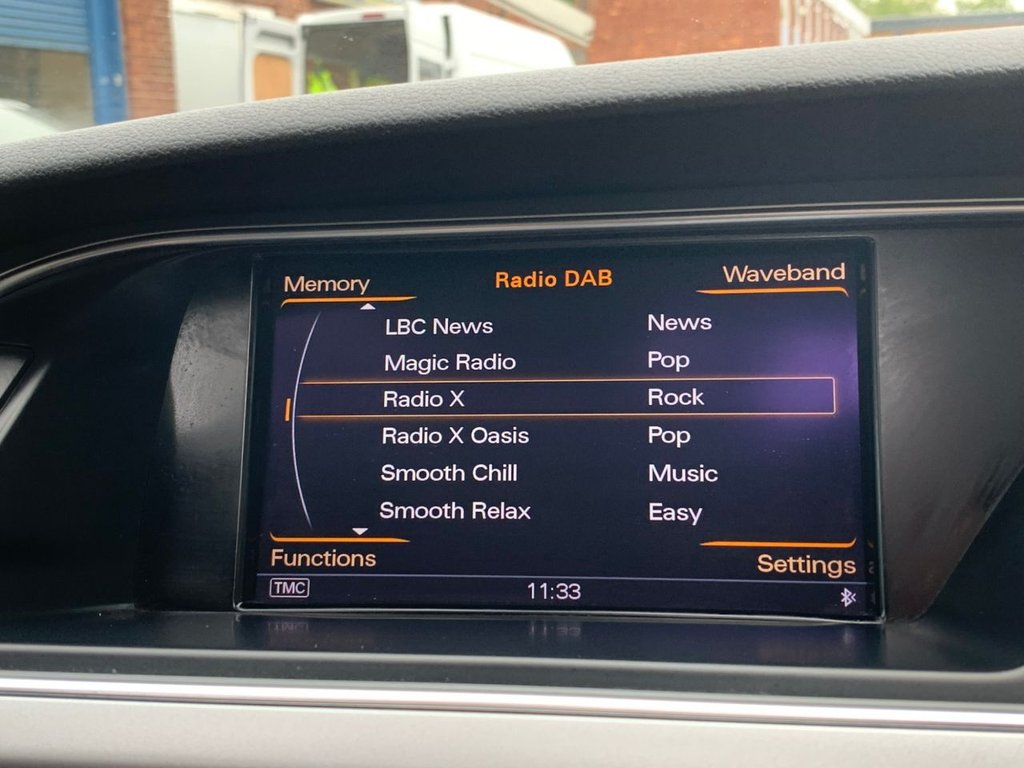 Memory Radio DAB Waveband
LBC News News
Magic Radio Pop
Radio X Rock
Radio X Oasis Pop
Smooth Chill Music
Smooth Relax Easy
Functions Settings
TMC 11:33